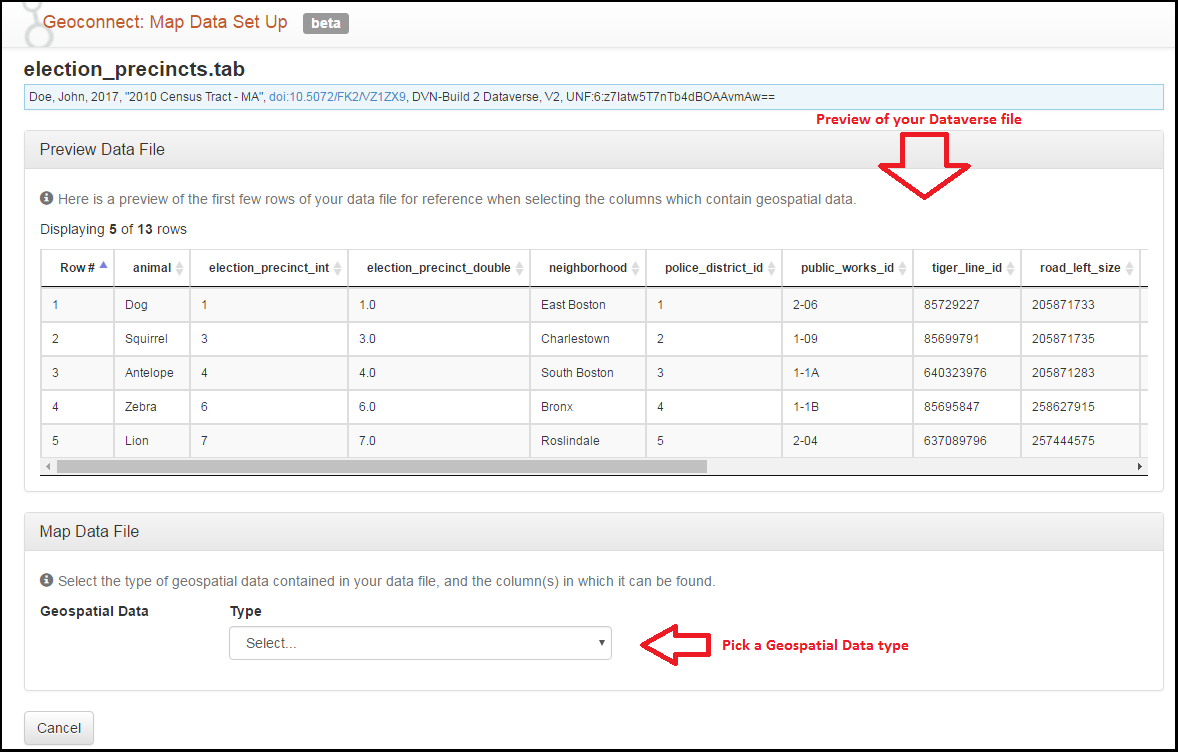 Geoconnect: Map Data Set Up beta
election_precincts.tab
Doe, John, 2017, "2010 Census Tract - MA", doi:10.5072/FK2/VZ1ZX9, DVN-Build 2 Dataverse, V2, UNF:6:z7Iatw5T7nTb4dBOAAvmAw==
Preview of your Dataverse file
Preview Data File
Here is a preview of the first few rows of your data file for reference when selecting the columns which contain geospatial data.
Displaying 5 of 13 rows
Row # animal election_precinct_int election_precinct_double neighborhood police_district_id public_works_id tiger_line_id road_left_size
1 Dog 1 1.0 East Boston 1 2-06 85729227 205871733
2 Squirrel 3 3.0 Charlestown 2 1-09 85699791 205871735
3 Antelope 4 4.0 South Boston 3 1-1A 640323976 205871283
4 Zebra 6 6.0 Bronx 4 1-1B 85695847 258627915
5 Lion 7 7.0 Roslindale 5 2-04 637089796 257444575
Map Data File
Select the type of geospatial data contained in your data file, and the column(s) in which it can be found.
Geospatial Data Type
Select...
Pick a Geospatial Data type
Cancel